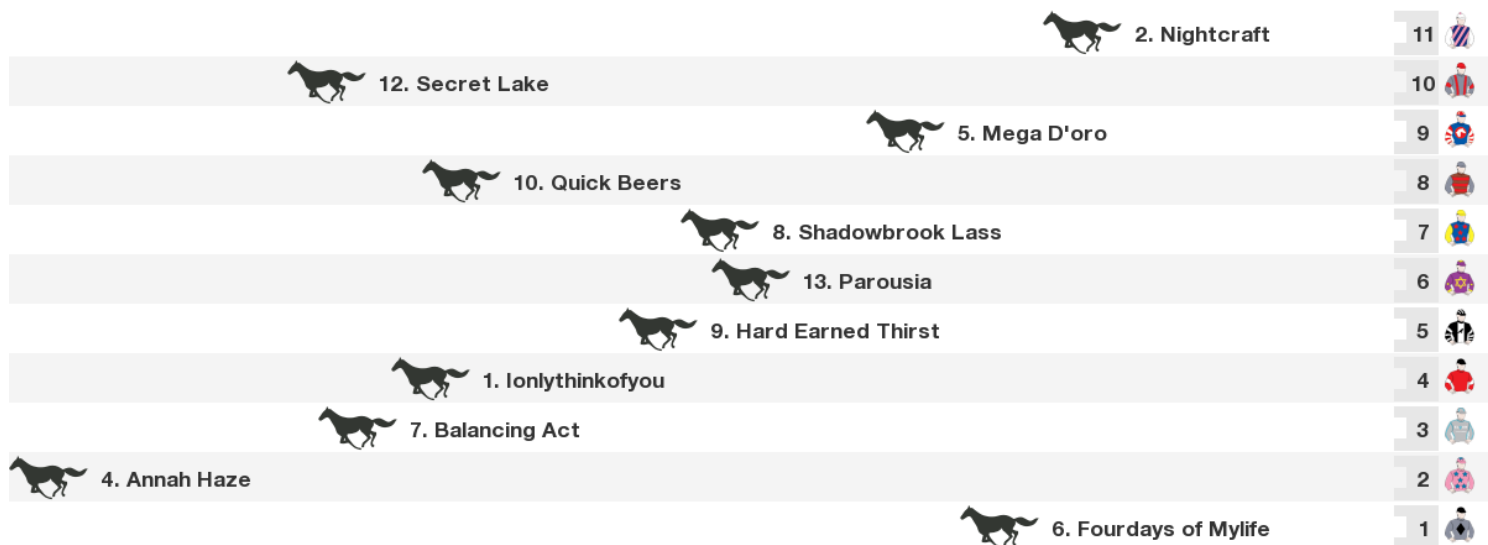 2. Nightcraft 11
12. Secret Lake 10
5. Mega D'oro 9
10. Quick Beers 8
8. Shadowbrook Lass 7
13. Parousia 6
9. Hard Earned Thirst 5
1. Ionlythinkofyou 4
7. Balancing Act 3
4. Annah Haze 2
6. Fourdays of Mylife 1